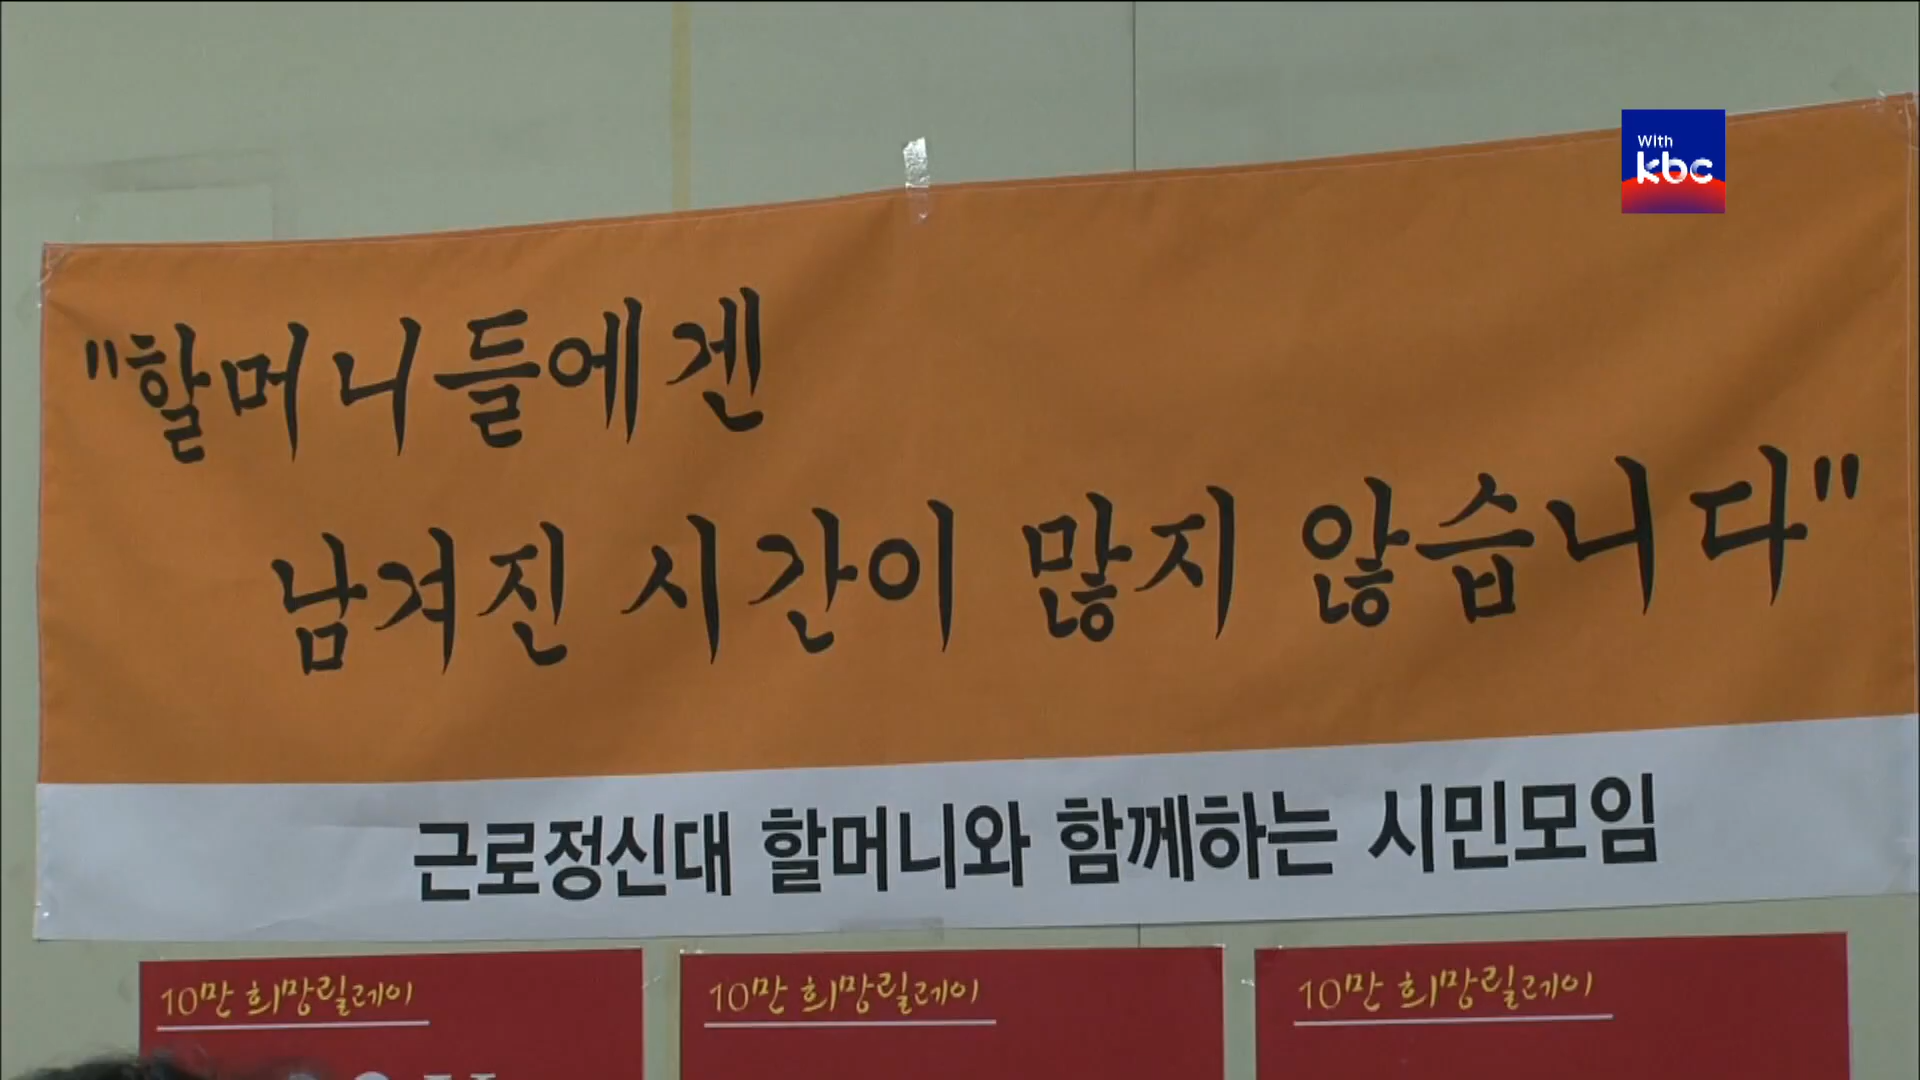 With
kbc
"할머니들에겐
남겨진 시간이 많지 않습니다"
근로정신대 할머니와 함께하는 시민모임
10만 희망릴레이
10만 희망릴레이
10만 희망릴레이